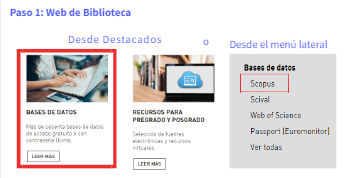 Paso 1: Web de Biblioteca
Desde Destacados
o
Desde el menú lateral
BASES DE DATOS
Más de sesenta bases de datos
de acceso gratuito o con
contraseña Ulima.
LEER MÁS
RECURSOS PARA
PREGRADO Y POSGRADO
Selección de fuentes
electrónicas y recursos
virtuales.
LEER MÁS
Bases de datos
Scopus
Scival
Web of Science
Passport (Euromonitor)
Ver todas